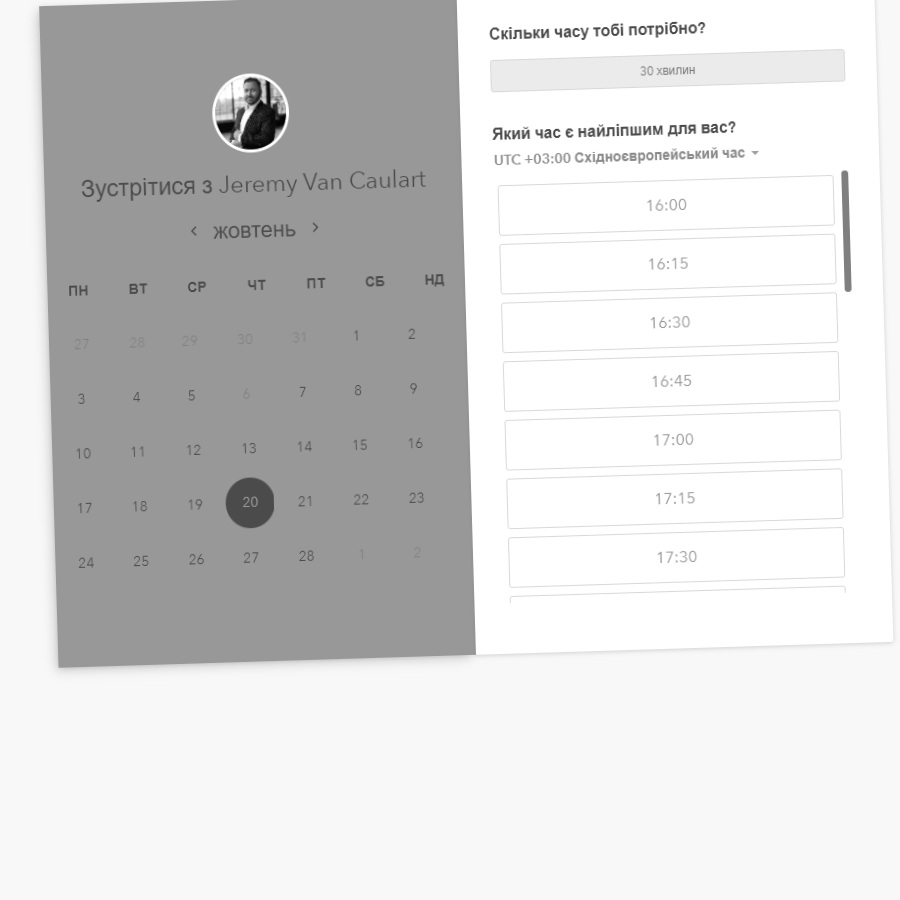 Зустрітися з Jeremy Van Caulart
жовтень
ПН ВТ СР ЧТ ПТ СБ НД
27 28 29 30 31 1 2
3 4 5 6 7 8 9
10 11 12 13 14 15 16
17 18 19 20 21 22 23
24 25 26 27 28 1 2
Скільки часу тобі потрібно?
30 хвилин
Який час є найліпшим для вас?
UTC +03:00 Східноєвропейський час
16:00
16:15
16:30
16:45
17:00
17:15
17:30